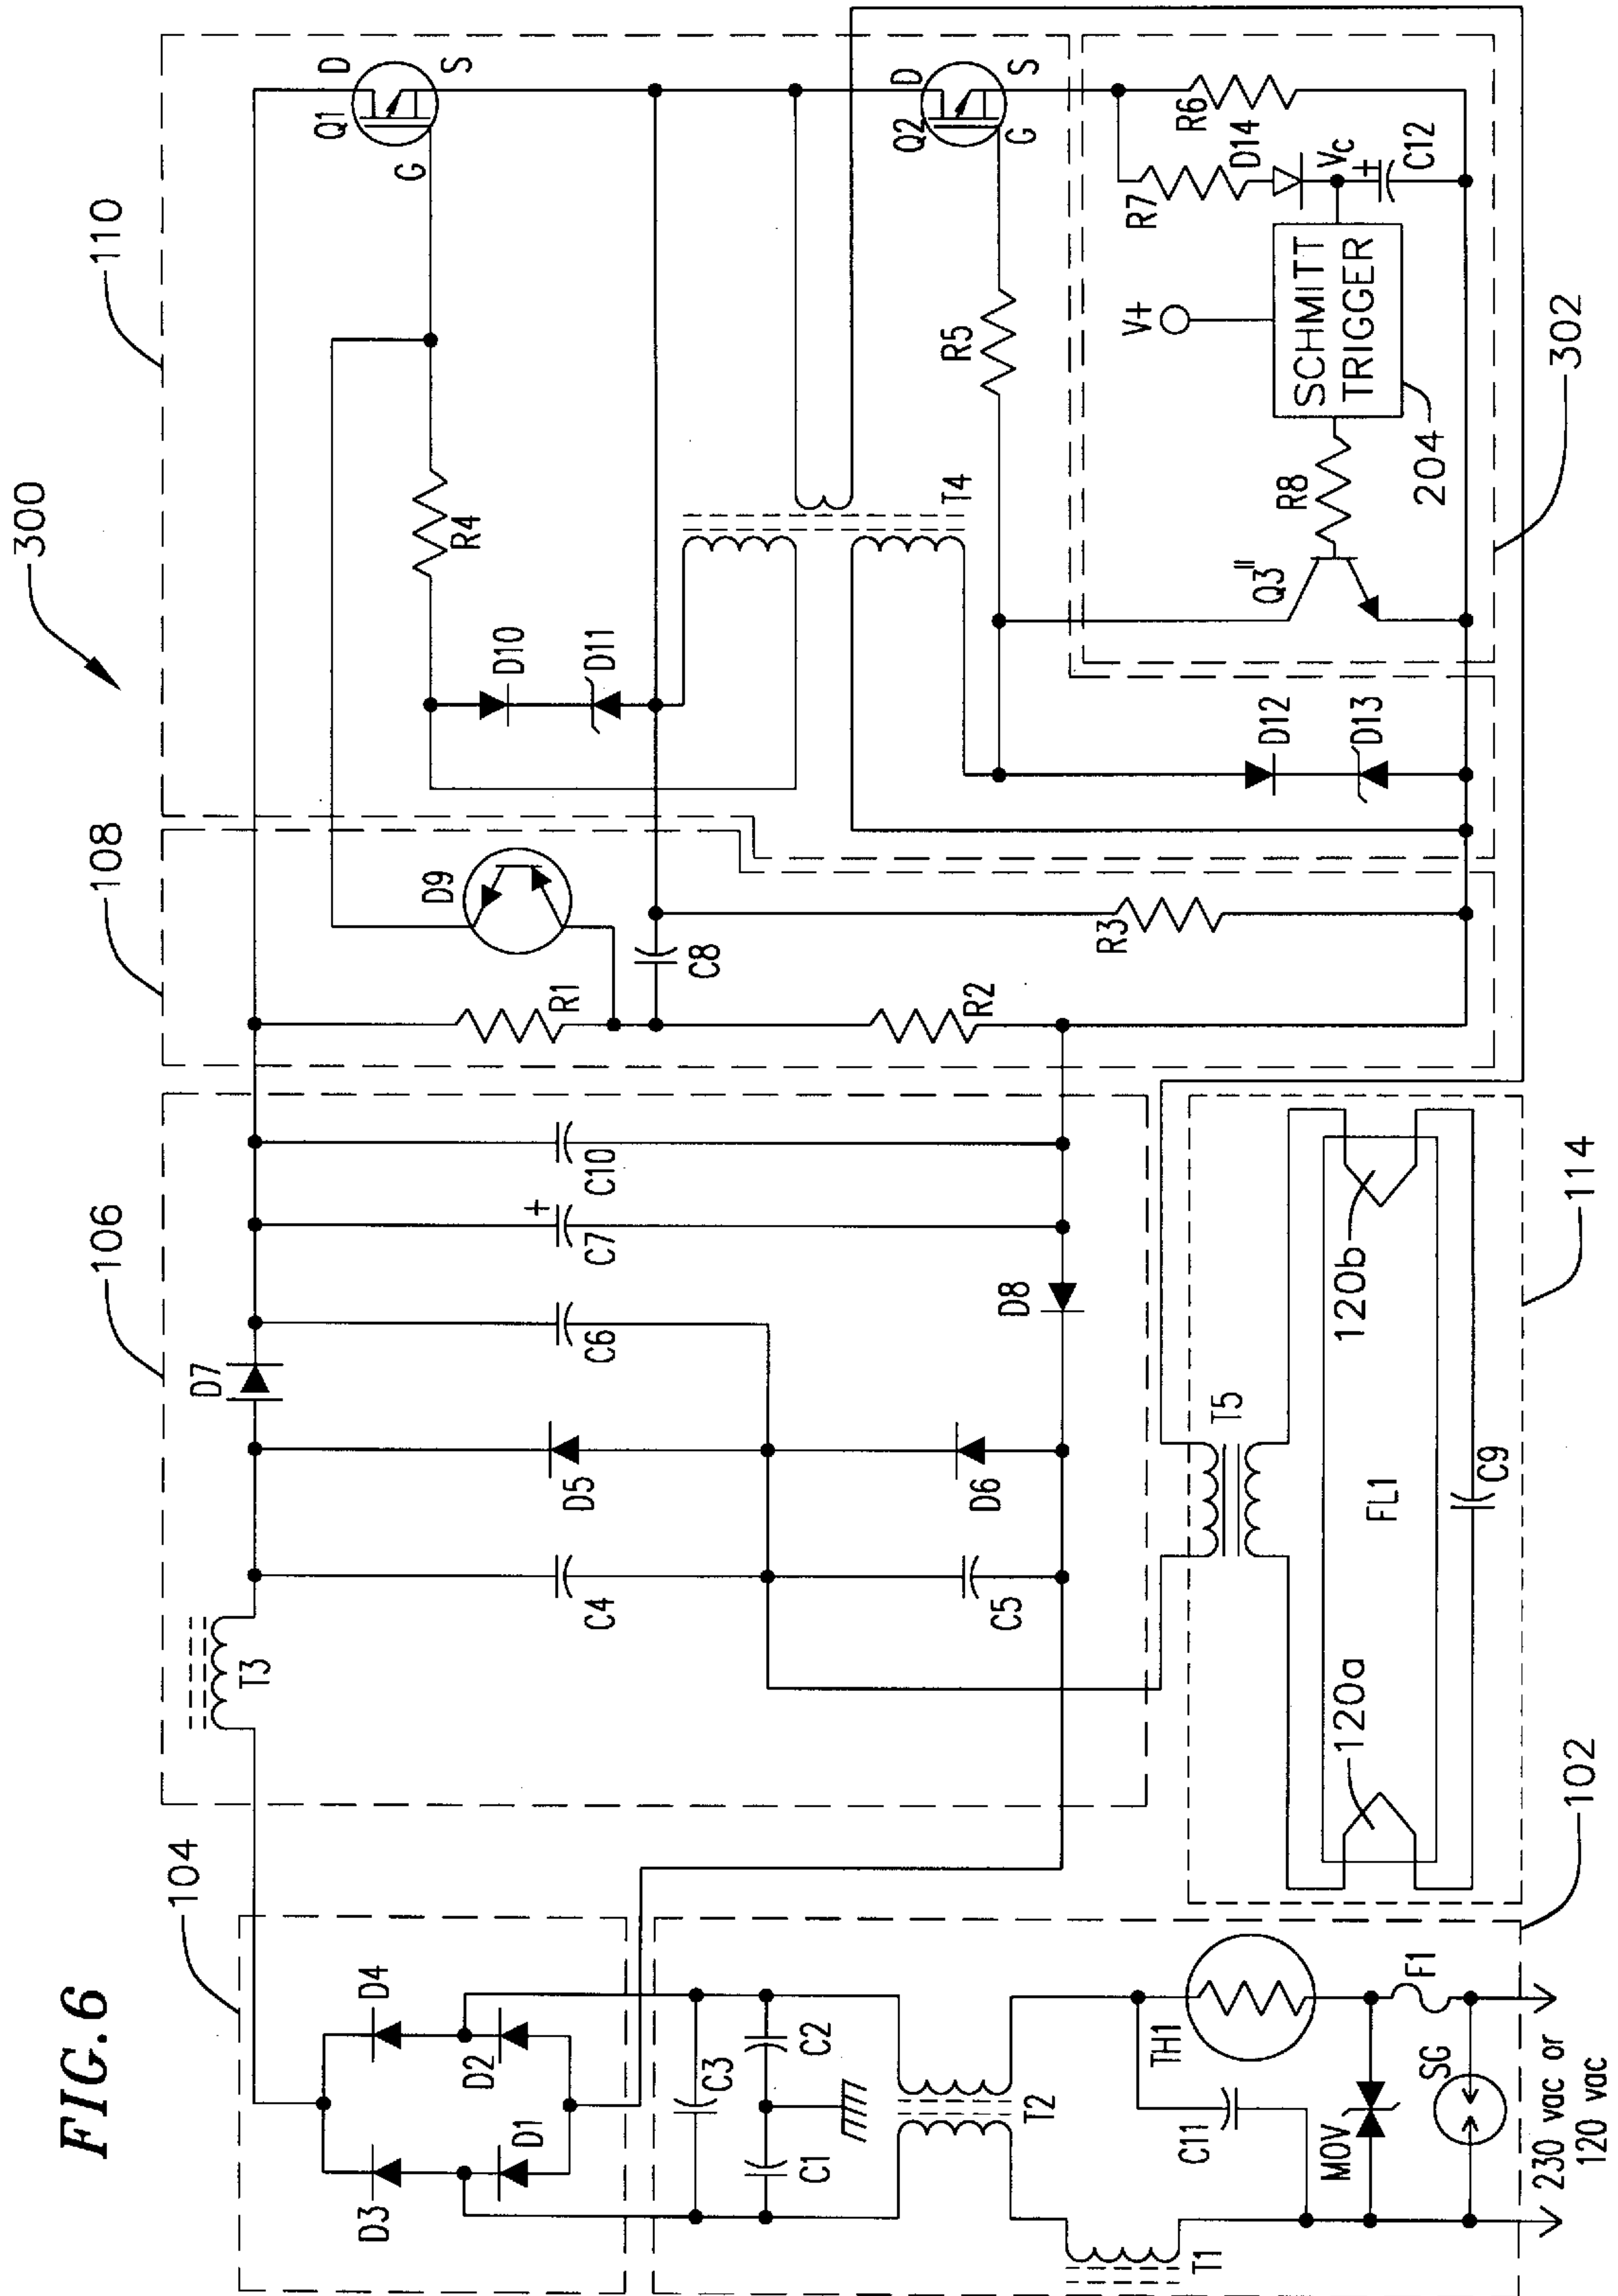 FIG.6
300
104
106
108
110
D3
D4
D1
D2
C3
C1
C2
T2
T1
C11
TH1
MOV
F1
SG
230 vac or
120 vac
102
T3
D7
C4
D5
C6
C7
+
C10
C5
D6
D8
T5
120a
FL1
120b
C9
114
R1
D9
C8
R2
R3
R4
D10
D11
Q1
D
S
G
T4
R5
Q2
D
S
G
D12
D13
Q3"
R8
V+
SCHMITT
TRIGGER
204
R7
D14
R6
Vc
+
C12
302